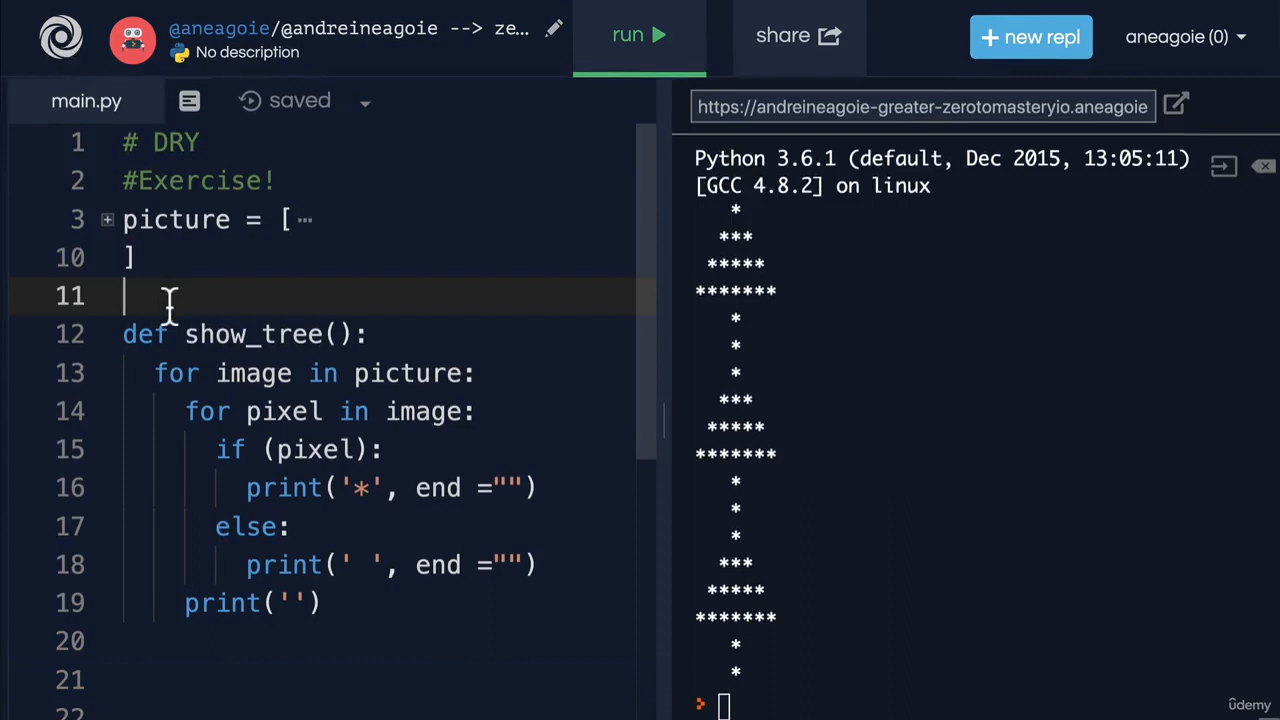 @aneagoie/@andreineagoie --> ze...
No description
run
share
+ new repl
aneagoie (0)
main.py
saved
1 # DRY
2 #Exercise!
3 picture = [ ···
10 ]
11
12 def show_tree():
13 for image in picture:
14 for pixel in image:
15 if (pixel):
16 print('*', end ="")
17 else:
18 print(' ', end ="")
19 print('')
20
21
22
https://andreineagoie-greater-zerotomasteryio.aneagoie
Python 3.6.1 (default, Dec 2015, 13:05:11)
[GCC 4.8.2] on linux
*
***
*****
*******
*
*
*
***
*****
*******
*
*
*
***
*****
*******
*
*
ûdemy